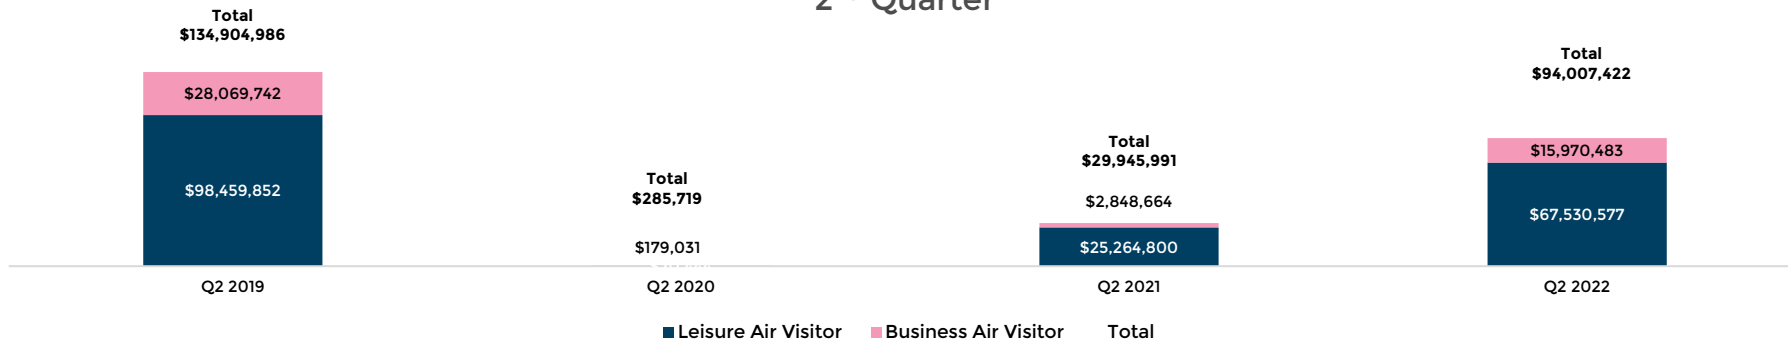 Quarter
Total
$134,904,986
$28,069,742
$98,459,852
Total
$285,719
$179,031
Total
$29,945,991
$2,848,664
$25,264,800
Total
$94,007,422
$15,970,483
$67,530,577
Q2 2019
Q2 2020
Q2 2021
Q2 2022
Leisure Air Visitor
Business Air Visitor
Total